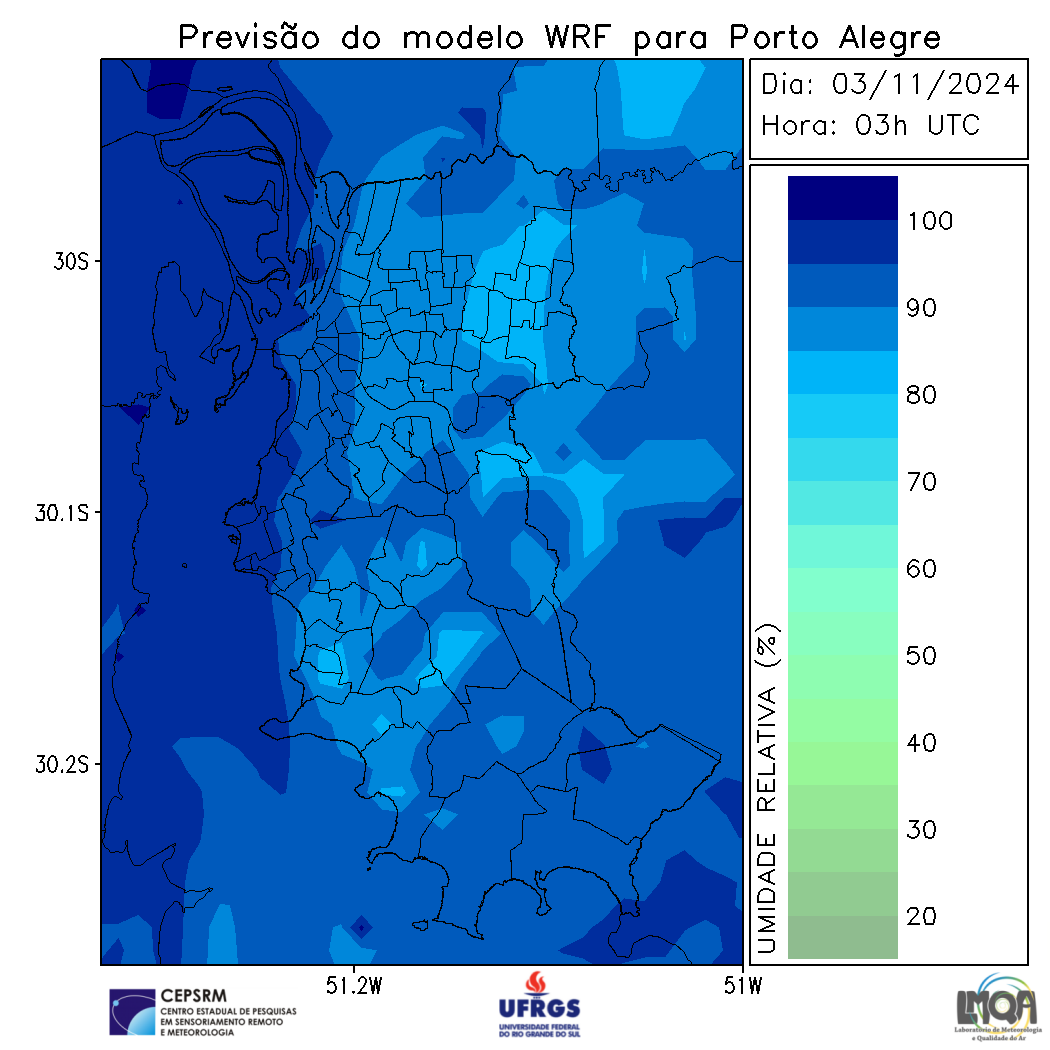 Previsão do modelo WRF para Porto Alegre
Dia: 03/11/2024
Hora: 03h UTC
30S
30.1S
30.2S
51.2W
51W
100
90
80
70
60
50
40
30
20
UMIDADE RELATIVA (%)
CEPSRM
CENTRO ESTADUAL DE PESQUISAS
EM SENSORIAMENTO REMOTO
E METEOROLOGIA
UFRGS
UNIVERSIDADE FEDERAL
DO RIO GRANDE DO SUL
LMQA
Laboratório de Meteorologia
e Qualidade do Ar